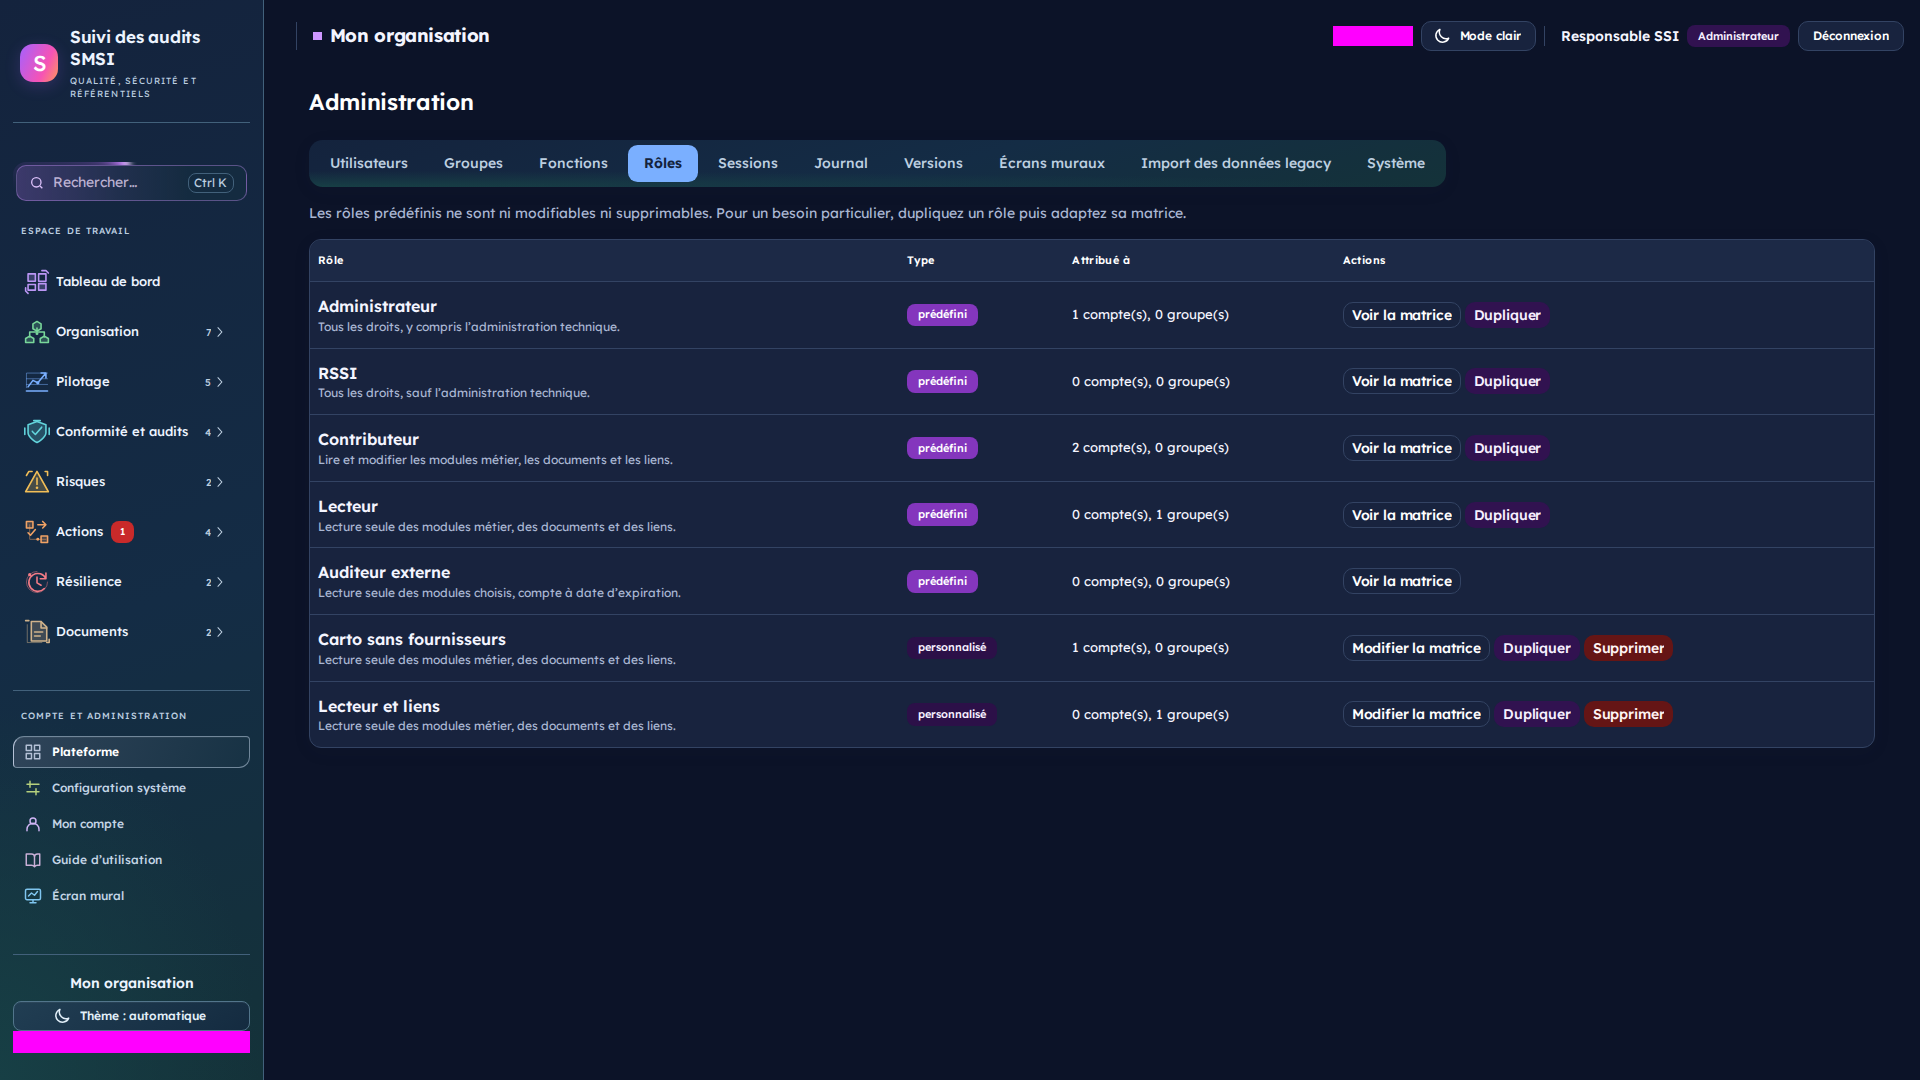 S
Suivi des audits
SMSI
QUALITÉ, SÉCURITÉ ET
RÉFÉRENTIELS
Rechercher... Ctrl K
ESPACE DE TRAVAIL
Tableau de bord
Organisation 7
Pilotage 5
Conformité et audits 4
Risques 2
Actions 1 4
Résilience 2
Documents 2
COMPTE ET ADMINISTRATION
Plateforme
Configuration système
Mon compte
Guide d'utilisation
Écran mural
Mon organisation
Thème : automatique
Mon organisation
Mode clair
Responsable SSI Administrateur
Déconnexion
Administration
Utilisateurs Groupes Fonctions Rôles Sessions Journal Versions Écrans muraux Import des données legacy Système
Les rôles prédéfinis ne sont ni modifiables ni supprimables. Pour un besoin particulier, dupliquez un rôle puis adaptez sa matrice.
Rôle Type Attribué à Actions
Administrateur
Tous les droits, y compris l'administration technique.
prédéfini 1 compte(s), 0 groupe(s) Voir la matrice Dupliquer
RSSI
Tous les droits, sauf l'administration technique.
prédéfini 0 compte(s), 0 groupe(s) Voir la matrice Dupliquer
Contributeur
Lire et modifier les modules métier, les documents et les liens.
prédéfini 2 compte(s), 0 groupe(s) Voir la matrice Dupliquer
Lecteur
Lecture seule des modules métier, des documents et des liens.
prédéfini 0 compte(s), 1 groupe(s) Voir la matrice Dupliquer
Auditeur externe
Lecture seule des modules choisis, compte à date d'expiration.
prédéfini 0 compte(s), 0 groupe(s) Voir la matrice
Carto sans fournisseurs
Lecture seule des modules métier, des documents et des liens.
personnalisé 1 compte(s), 0 groupe(s) Modifier la matrice Dupliquer Supprimer
Lecteur et liens
Lecture seule des modules métier, des documents et des liens.
personnalisé 0 compte(s), 1 groupe(s) Modifier la matrice Dupliquer Supprimer